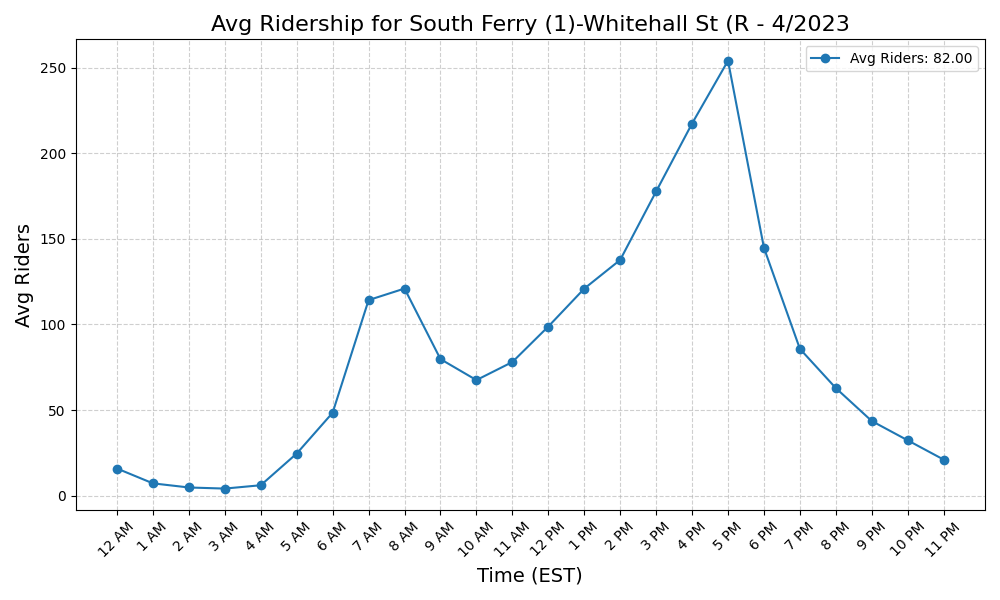 Avg Ridership for South Ferry (1)-Whitehall St (R - 4/2023
Avg Riders: 82.00
Avg Riders
250
200
150
100
50
0
12 AM
1 AM
2 AM
3 AM
4 AM
5 AM
6 AM
7 AM
8 AM
9 AM
10 AM
11 AM
12 PM
1 PM
2 PM
3 PM
4 PM
5 PM
6 PM
7 PM
8 PM
9 PM
10 PM
11 PM
Time (EST)